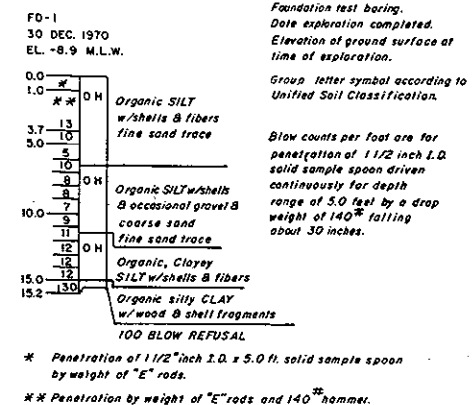 FD-1
30 DEC. 1970
EL. -8.9 M.L.W.
Foundation test boring.
Date exploration completed.
Elevation of ground surface at
time of exploration.
Group letter symbol according to
Unified Soil Classification.
Blow counts per foot are for
penetration of 1 1/2 inch I.D.
solid sample spoon driven
continuously for depth
range of 5.0 feet by a drop
weight of 140# falling
about 30 inches.
0.0
*
1.0
**
OH
Organic SILT
w/shells & fibers
fine sand trace
3.7
13
10
5.0
5
10
8
OH
Organic SILT w/shells
& occasional gravel &
coarse sand
fine sand trace
8
7
10.0
9
11
12
OH
Organic, Clayey
SILT w/shells & fibers
12
12
15.0
130
15.2
Organic silty CLAY
w/wood & shell fragments
100 BLOW REFUSAL
* Penetration of 1 1/2" inch I.D. x 5.0 ft. solid sample spoon
by weight of "E" rods.
** Penetration by weight of "E" rods and 140# hammer.